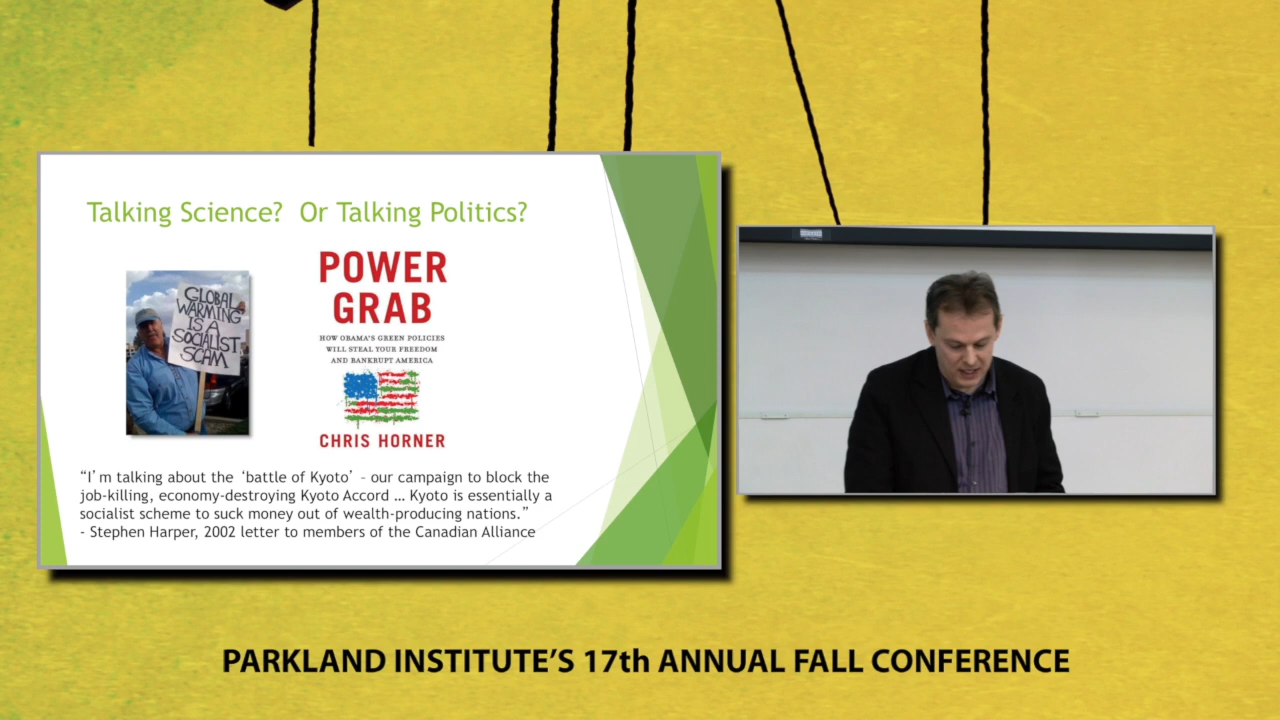 Talking Science?  Or Talking Politics?
GLOBAL
WARMING
IS A
SOCIALIST
SCAM
POWER
GRAB
HOW OBAMA'S GREEN POLICIES
WILL STEAL YOUR FREEDOM
AND BANKRUPT AMERICA
CHRIS HORNER
“I’m talking about the ‘battle of Kyoto’ – our campaign to block the
job-killing, economy-destroying Kyoto Accord … Kyoto is essentially a
socialist scheme to suck money out of wealth-producing nations.”
- Stephen Harper, 2002 letter to members of the Canadian Alliance
PARKLAND INSTITUTE’S 17th ANNUAL FALL CONFERENCE